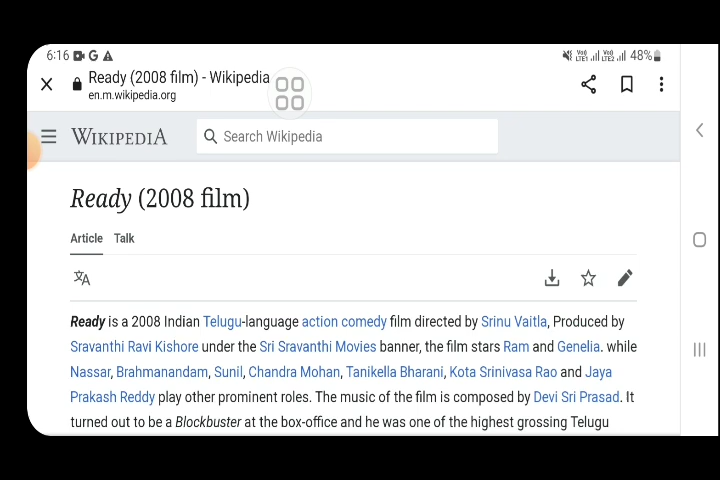 6:16 G 48%
Ready (2008 film) - Wikipedia
en.m.wikipedia.org
WIKIPEDIA Search Wikipedia
Ready (2008 film)
Article Talk
Ready is a 2008 Indian Telugu-language action comedy film directed by Srinu Vaitla, Produced by
Sravanthi Ravi Kishore under the Sri Sravanthi Movies banner, the film stars Ram and Genelia. while
Nassar, Brahmanandam, Sunil, Chandra Mohan, Tanikella Bharani, Kota Srinivasa Rao and Jaya
Prakash Reddy play other prominent roles. The music of the film is composed by Devi Sri Prasad. It
turned out to be a Blockbuster at the box-office and he was one of the highest grossing Telugu